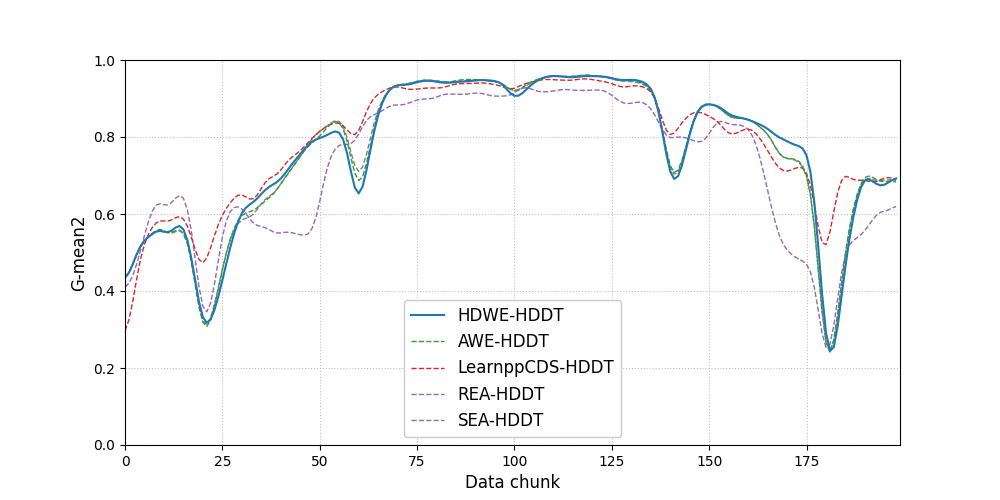 1.0
0.8
0.6
0.4
0.2
0.0
G-mean2
HDWE-HDDT
AWE-HDDT
LearnppCDS-HDDT
REA-HDDT
SEA-HDDT
0 25 50 75 100 125 150 175
Data chunk